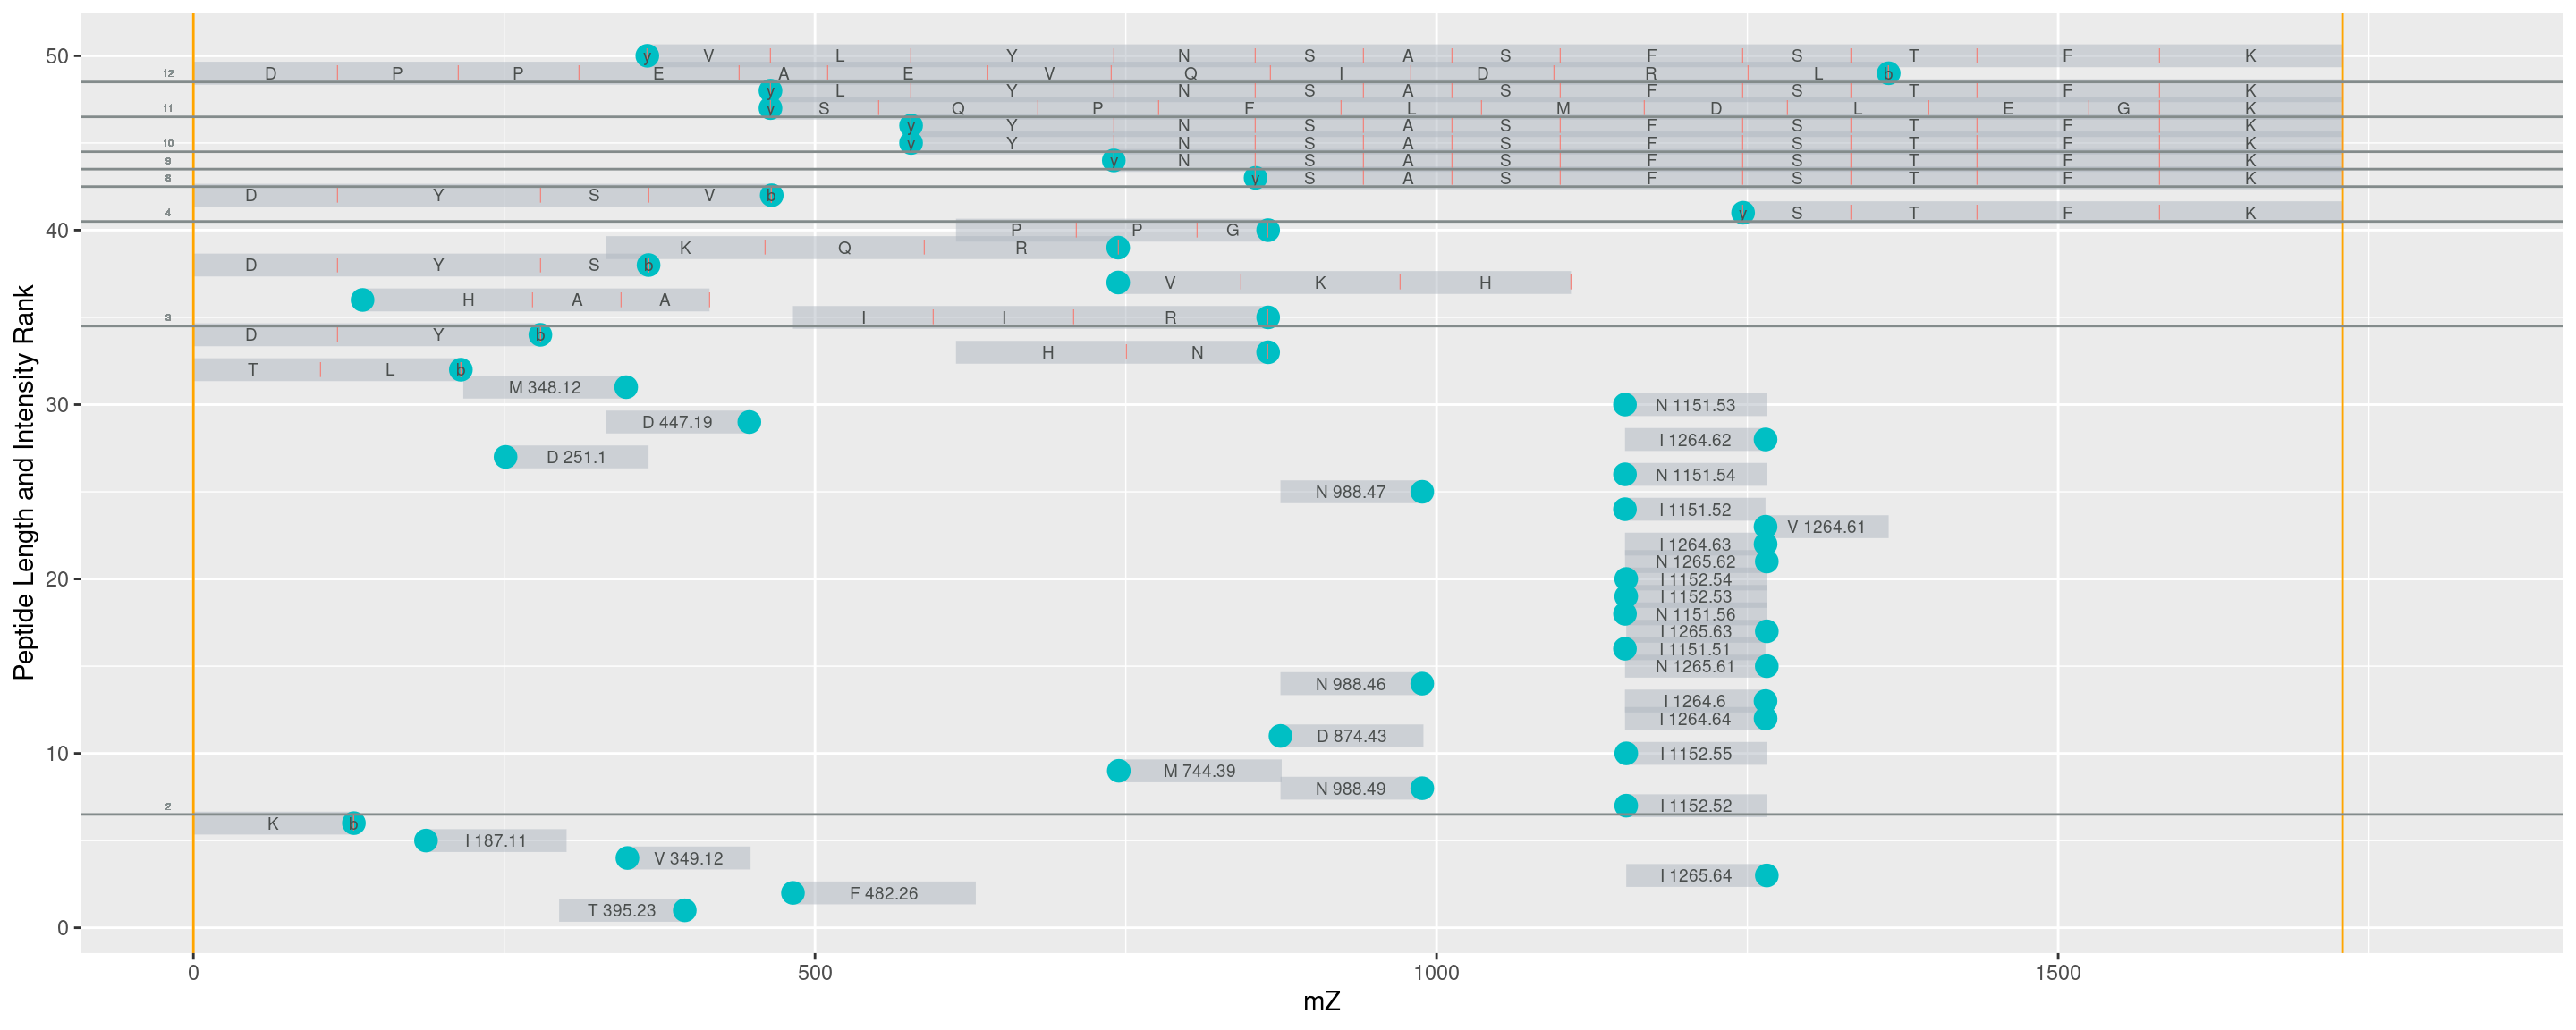 50 y V L Y N S A S F S T F K
12 D P P E A E V Q I D R L b
y L Y N S A S F S T F K
11 y S Q P F L M D L E G K
y Y N S A S F S T F K
10 y Y N S A S F S T F K
9 y N S A S F S T F K
8 y S A S F S T F K
D Y S V b
4 y S T F K
40 P P G
K Q R
D Y S b
V K H
H A A
3 I I R
D Y b
H N
T L b
M 348.12
30 N 1151.53
D 447.19
I 1264.62
D 251.1
N 1151.54
N 988.47
I 1151.52
V 1264.61
I 1264.63
N 1265.62
20 I 1152.54
I 1152.53
N 1151.56
I 1265.63
I 1151.51
N 1265.61
N 988.46
I 1264.6
I 1264.64
D 874.43
10 I 1152.55
M 744.39
N 988.49
2 I 1152.52
K b
I 187.11
V 349.12
I 1265.64
F 482.26
T 395.23
0
0 500 1000 1500
mZ
Peptide Length and Intensity Rank